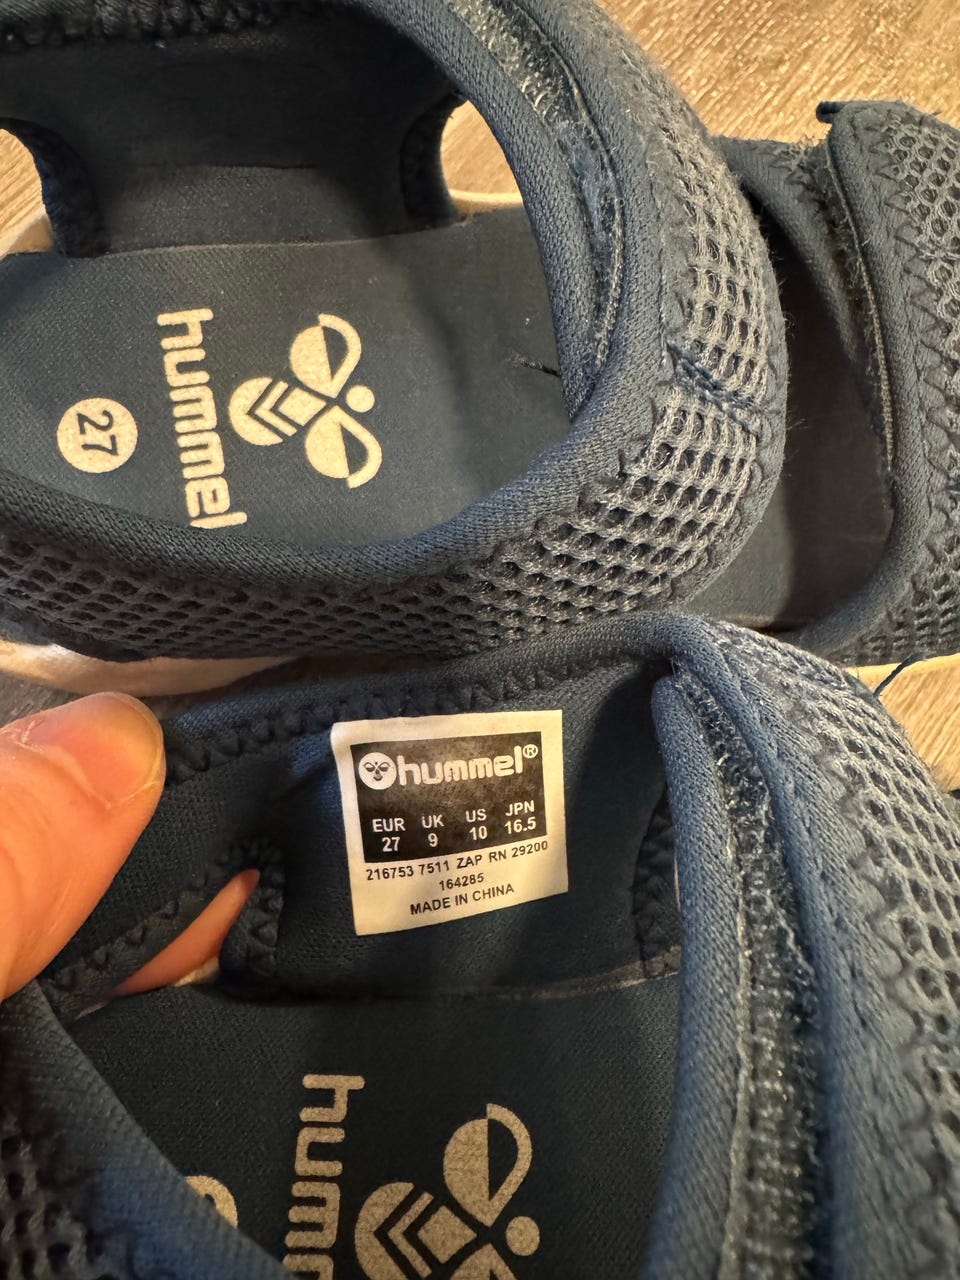 hummel
27
hummel®
EUR UK US JPN
27 9 10 16.5
216753 7511 ZAP RN 29200
164285
MADE IN CHINA
humm